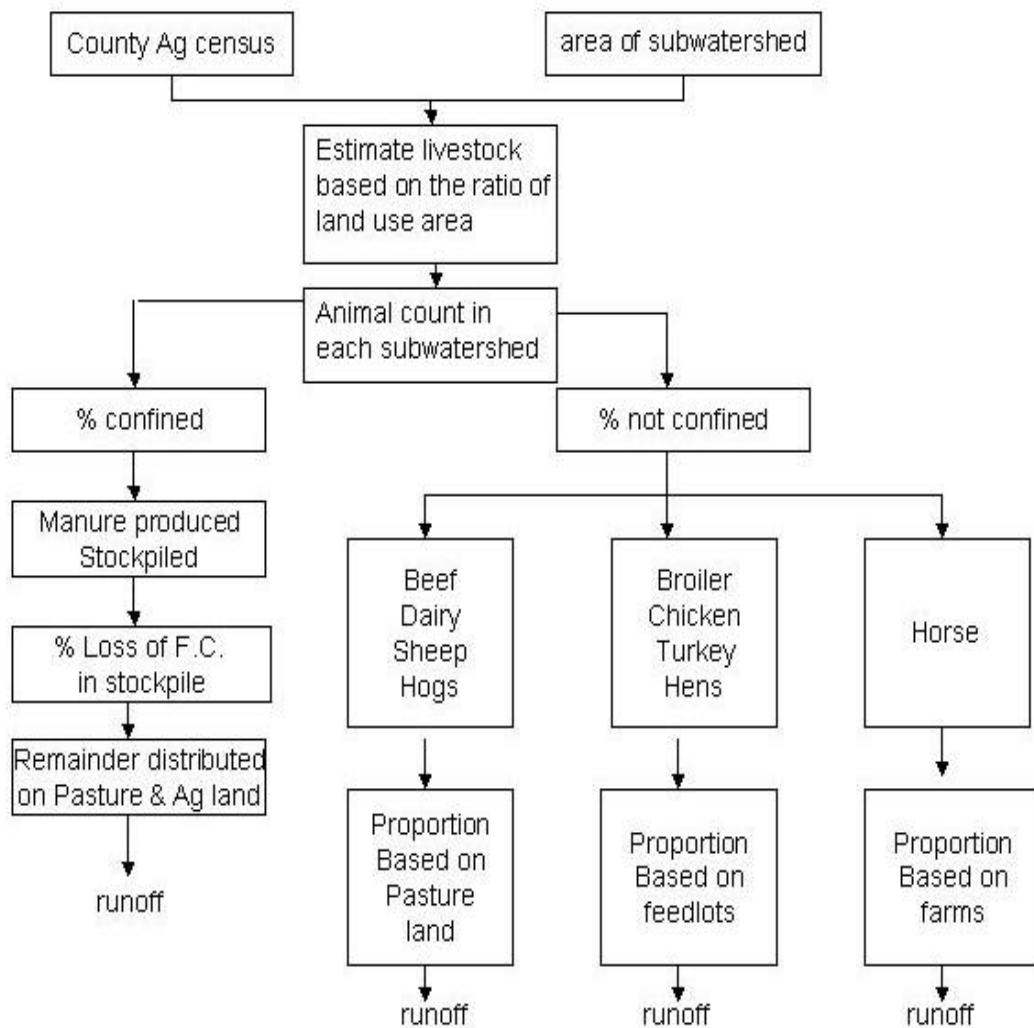 County Ag census
area of subwatershed
Estimate livestock
based on the ratio of
land use area
Animal count in
each subwatershed
% confined
% not confined
Manure produced
Stockpiled
% Loss of F.C.
in stockpile
Remainder distributed
on Pasture & Ag land
runoff
Beef
Dairy
Sheep
Hogs
Broiler
Chicken
Turkey
Hens
Horse
Proportion
Based on
Pasture
land
Proportion
Based on
feedlots
Proportion
Based on
farms
runoff
runoff
runoff